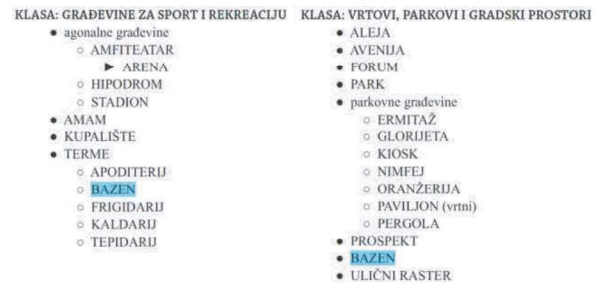 KLASA: GRAĐEVINE ZA SPORT I REKREACIJU
• agonalne građevine
○ AMFITEATAR
► ARENA
○ HIPODROM
○ STADION
• AMAM
• KUPALIŠTE
• TERME
○ APODITERIJ
○ BAZEN
○ FRIGIDARIJ
○ KALDARIJ
○ TEPIDARIJ
KLASA: VRTOVI, PARKOVI I GRADSKI PROSTORI
• ALEJA
• AVENIJA
• FORUM
• PARK
• parkovne građevine
○ ERMITAŽ
○ GLORIJETA
○ KIOSK
○ NIMFEJ
○ ORANŽERIJA
○ PAVILJON (vrtni)
○ PERGOLA
• PROSPEKT
• BAZEN
• ULIČNI RASTER